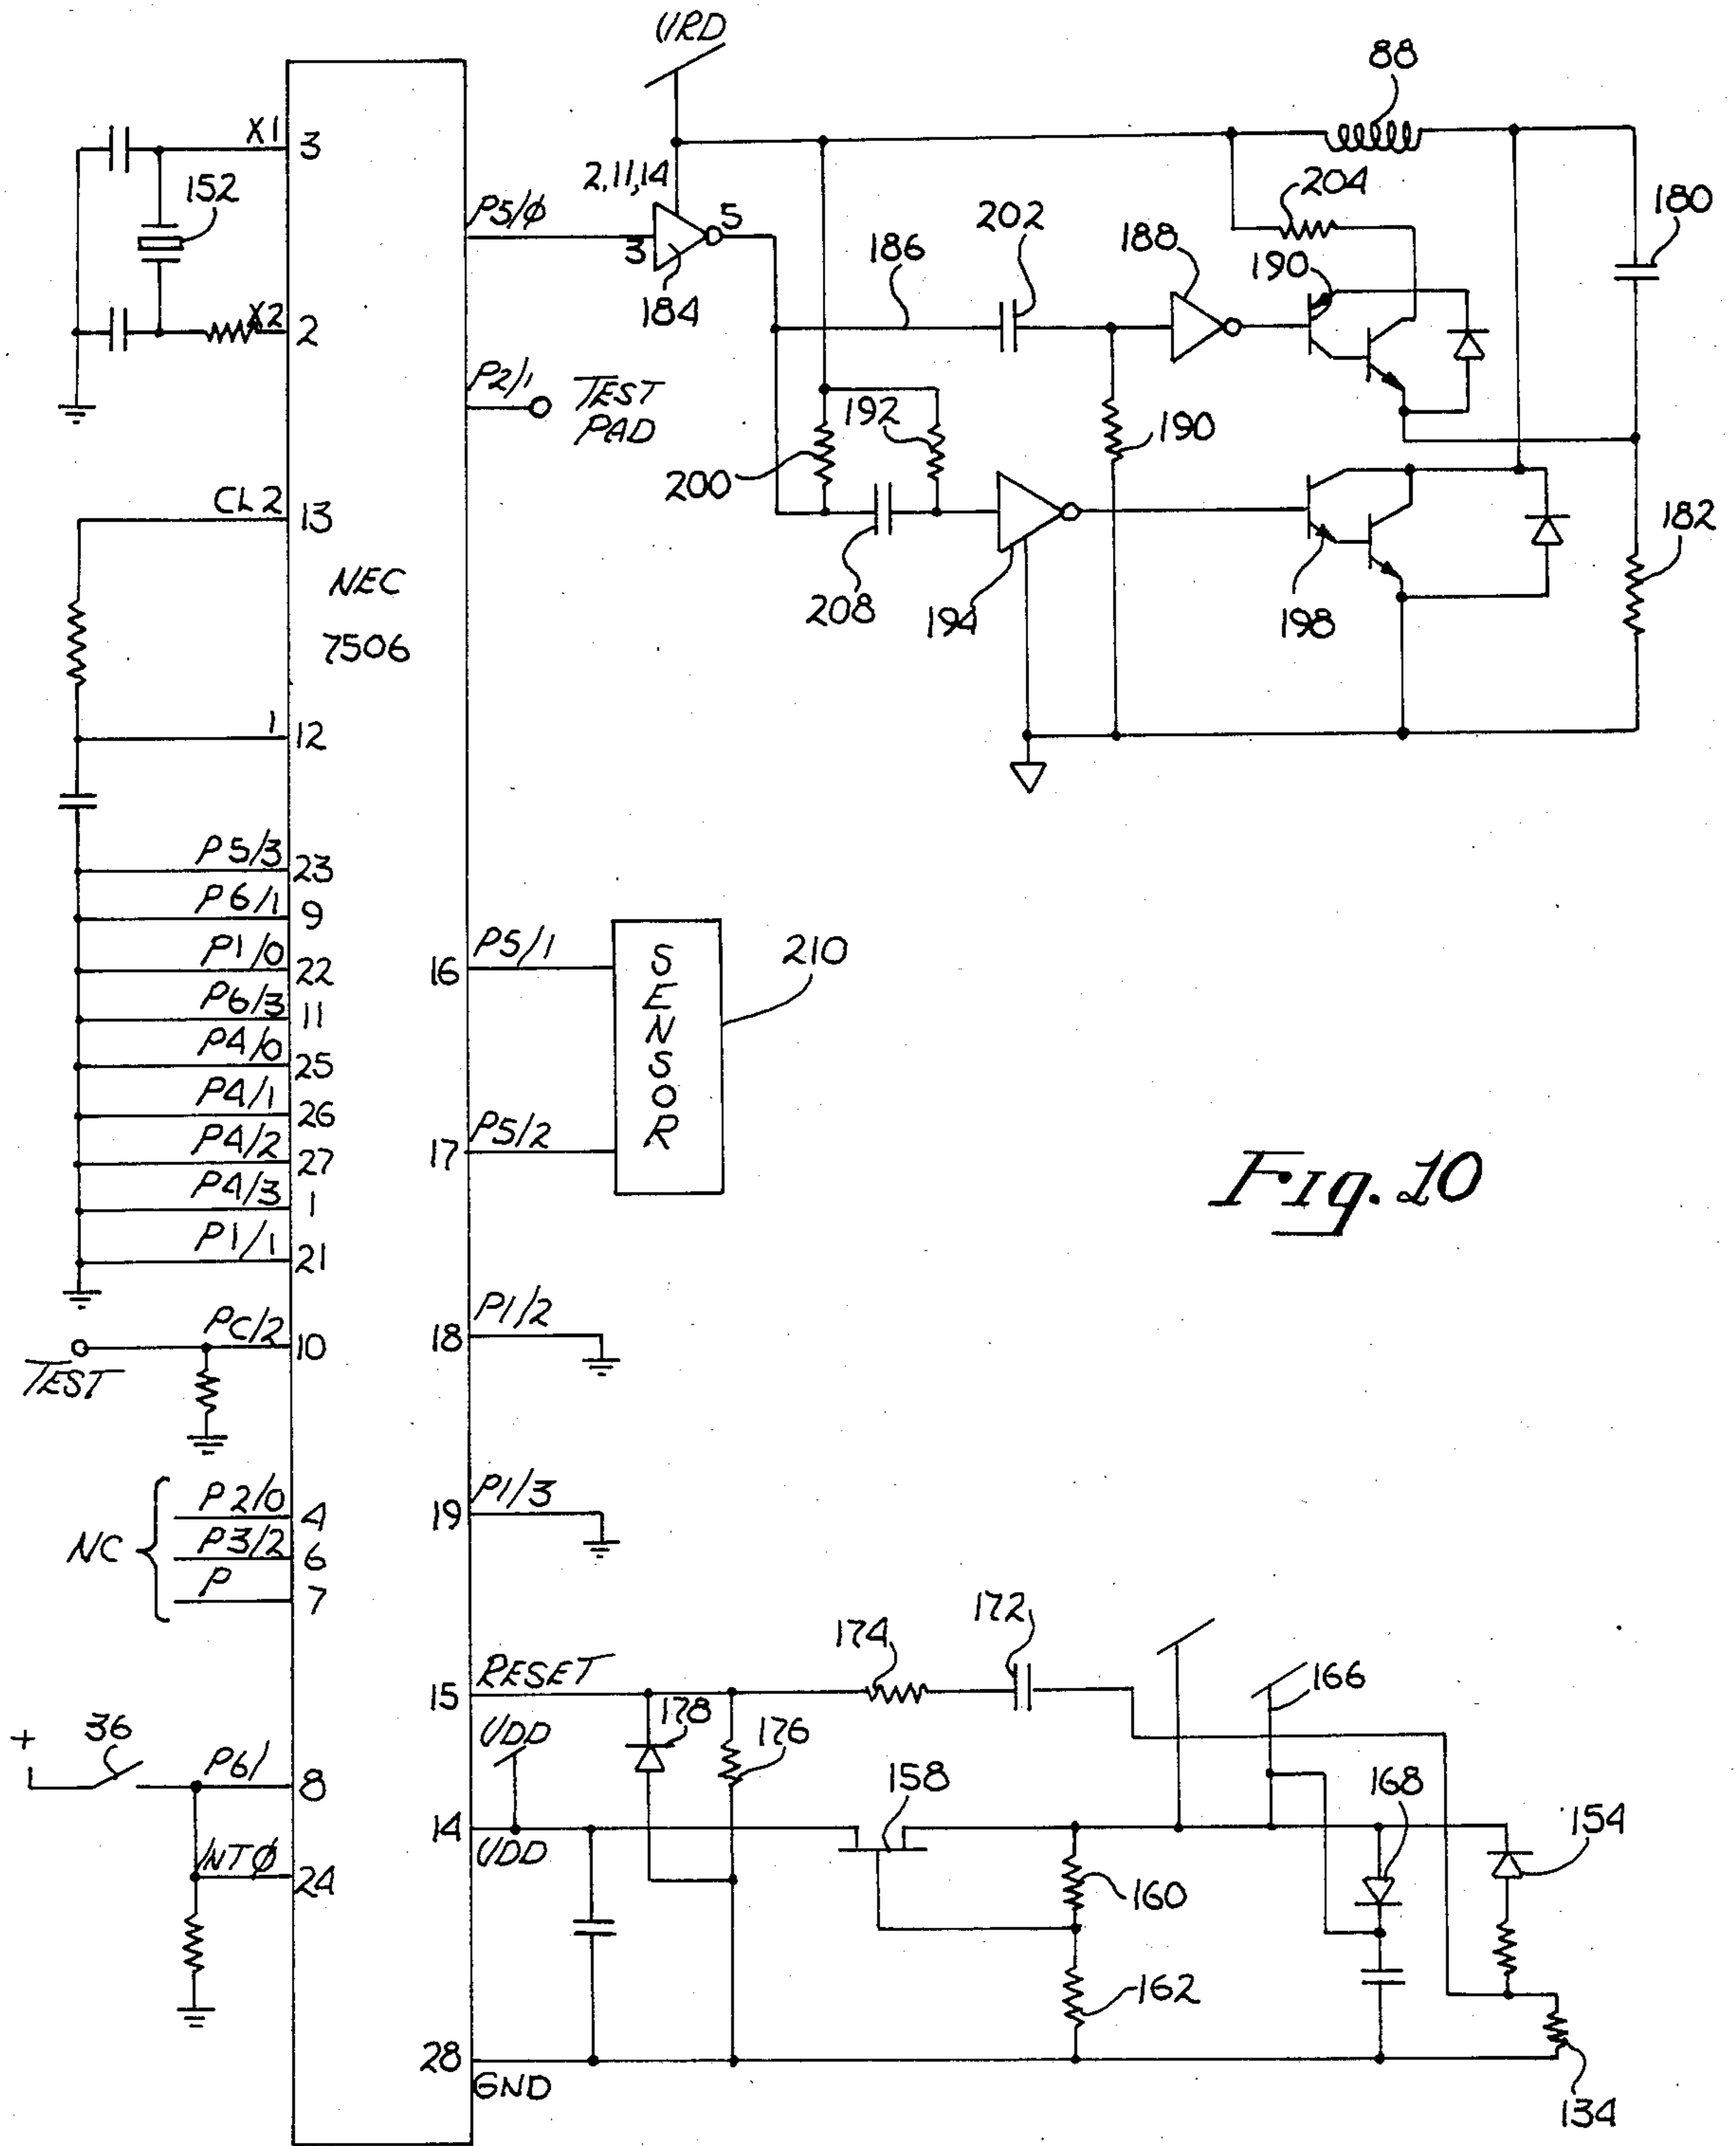 VRD
88
X1 3
152
2,11,14
204
P5/ϕ
3
5
202
188
180
184
186
190
X2 2
P2/1
TEST
PAD
192
190
200
CL2 13
182
NEC
208
194
198
7506
1 12
P5/3 23
P6/1 9
P1/0 22
16 P5/1
SENSOR
210
P6/3 11
P4/0 25
P4/1 26
P4/2 27
17 P5/2
P4/3 1
P1/1 21
Fig. 10
PC/2 10
18 P1/2
TEST
P2/0 4
19 P1/3
NC
P3/2 6
P 7
174
172
RESET
15
166
36
+
178
176
VDD
P6/ 8
158
168
14
VDD
154
INTϕ
24
160
162
28
GND
134